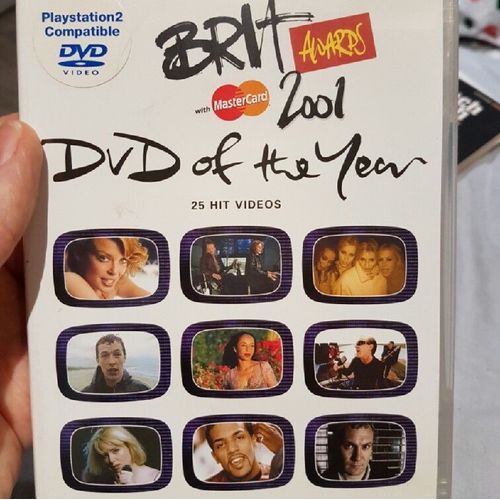 Playstation2
Compatible
DVD
VIDEO
BRIT
AWARDS
with MasterCard
2001
DVD of the Year
25 HIT VIDEOS